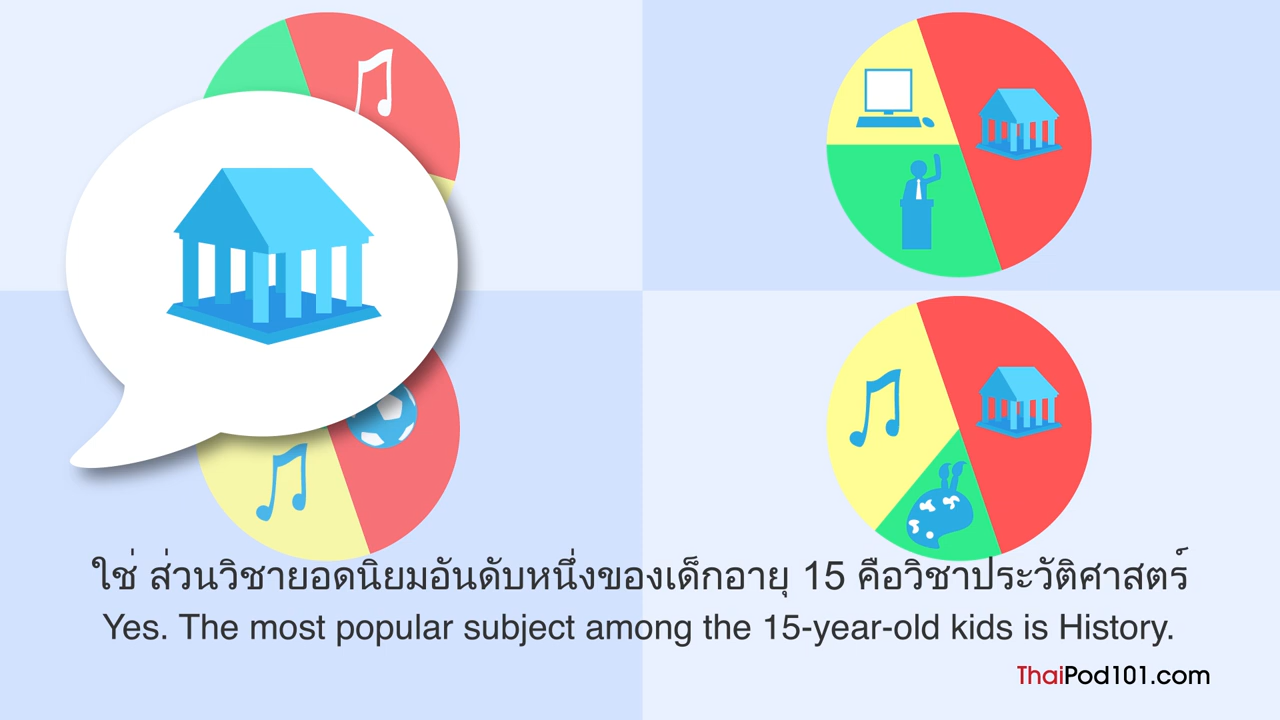 ใช่ ส่วนวิชายอดนิยมอันดับหนึ่งของเด็กอายุ 15 คือวิชาประวัติศาสตร์
Yes. The most popular subject among the 15-year-old kids is History.
ThaiPod101.com